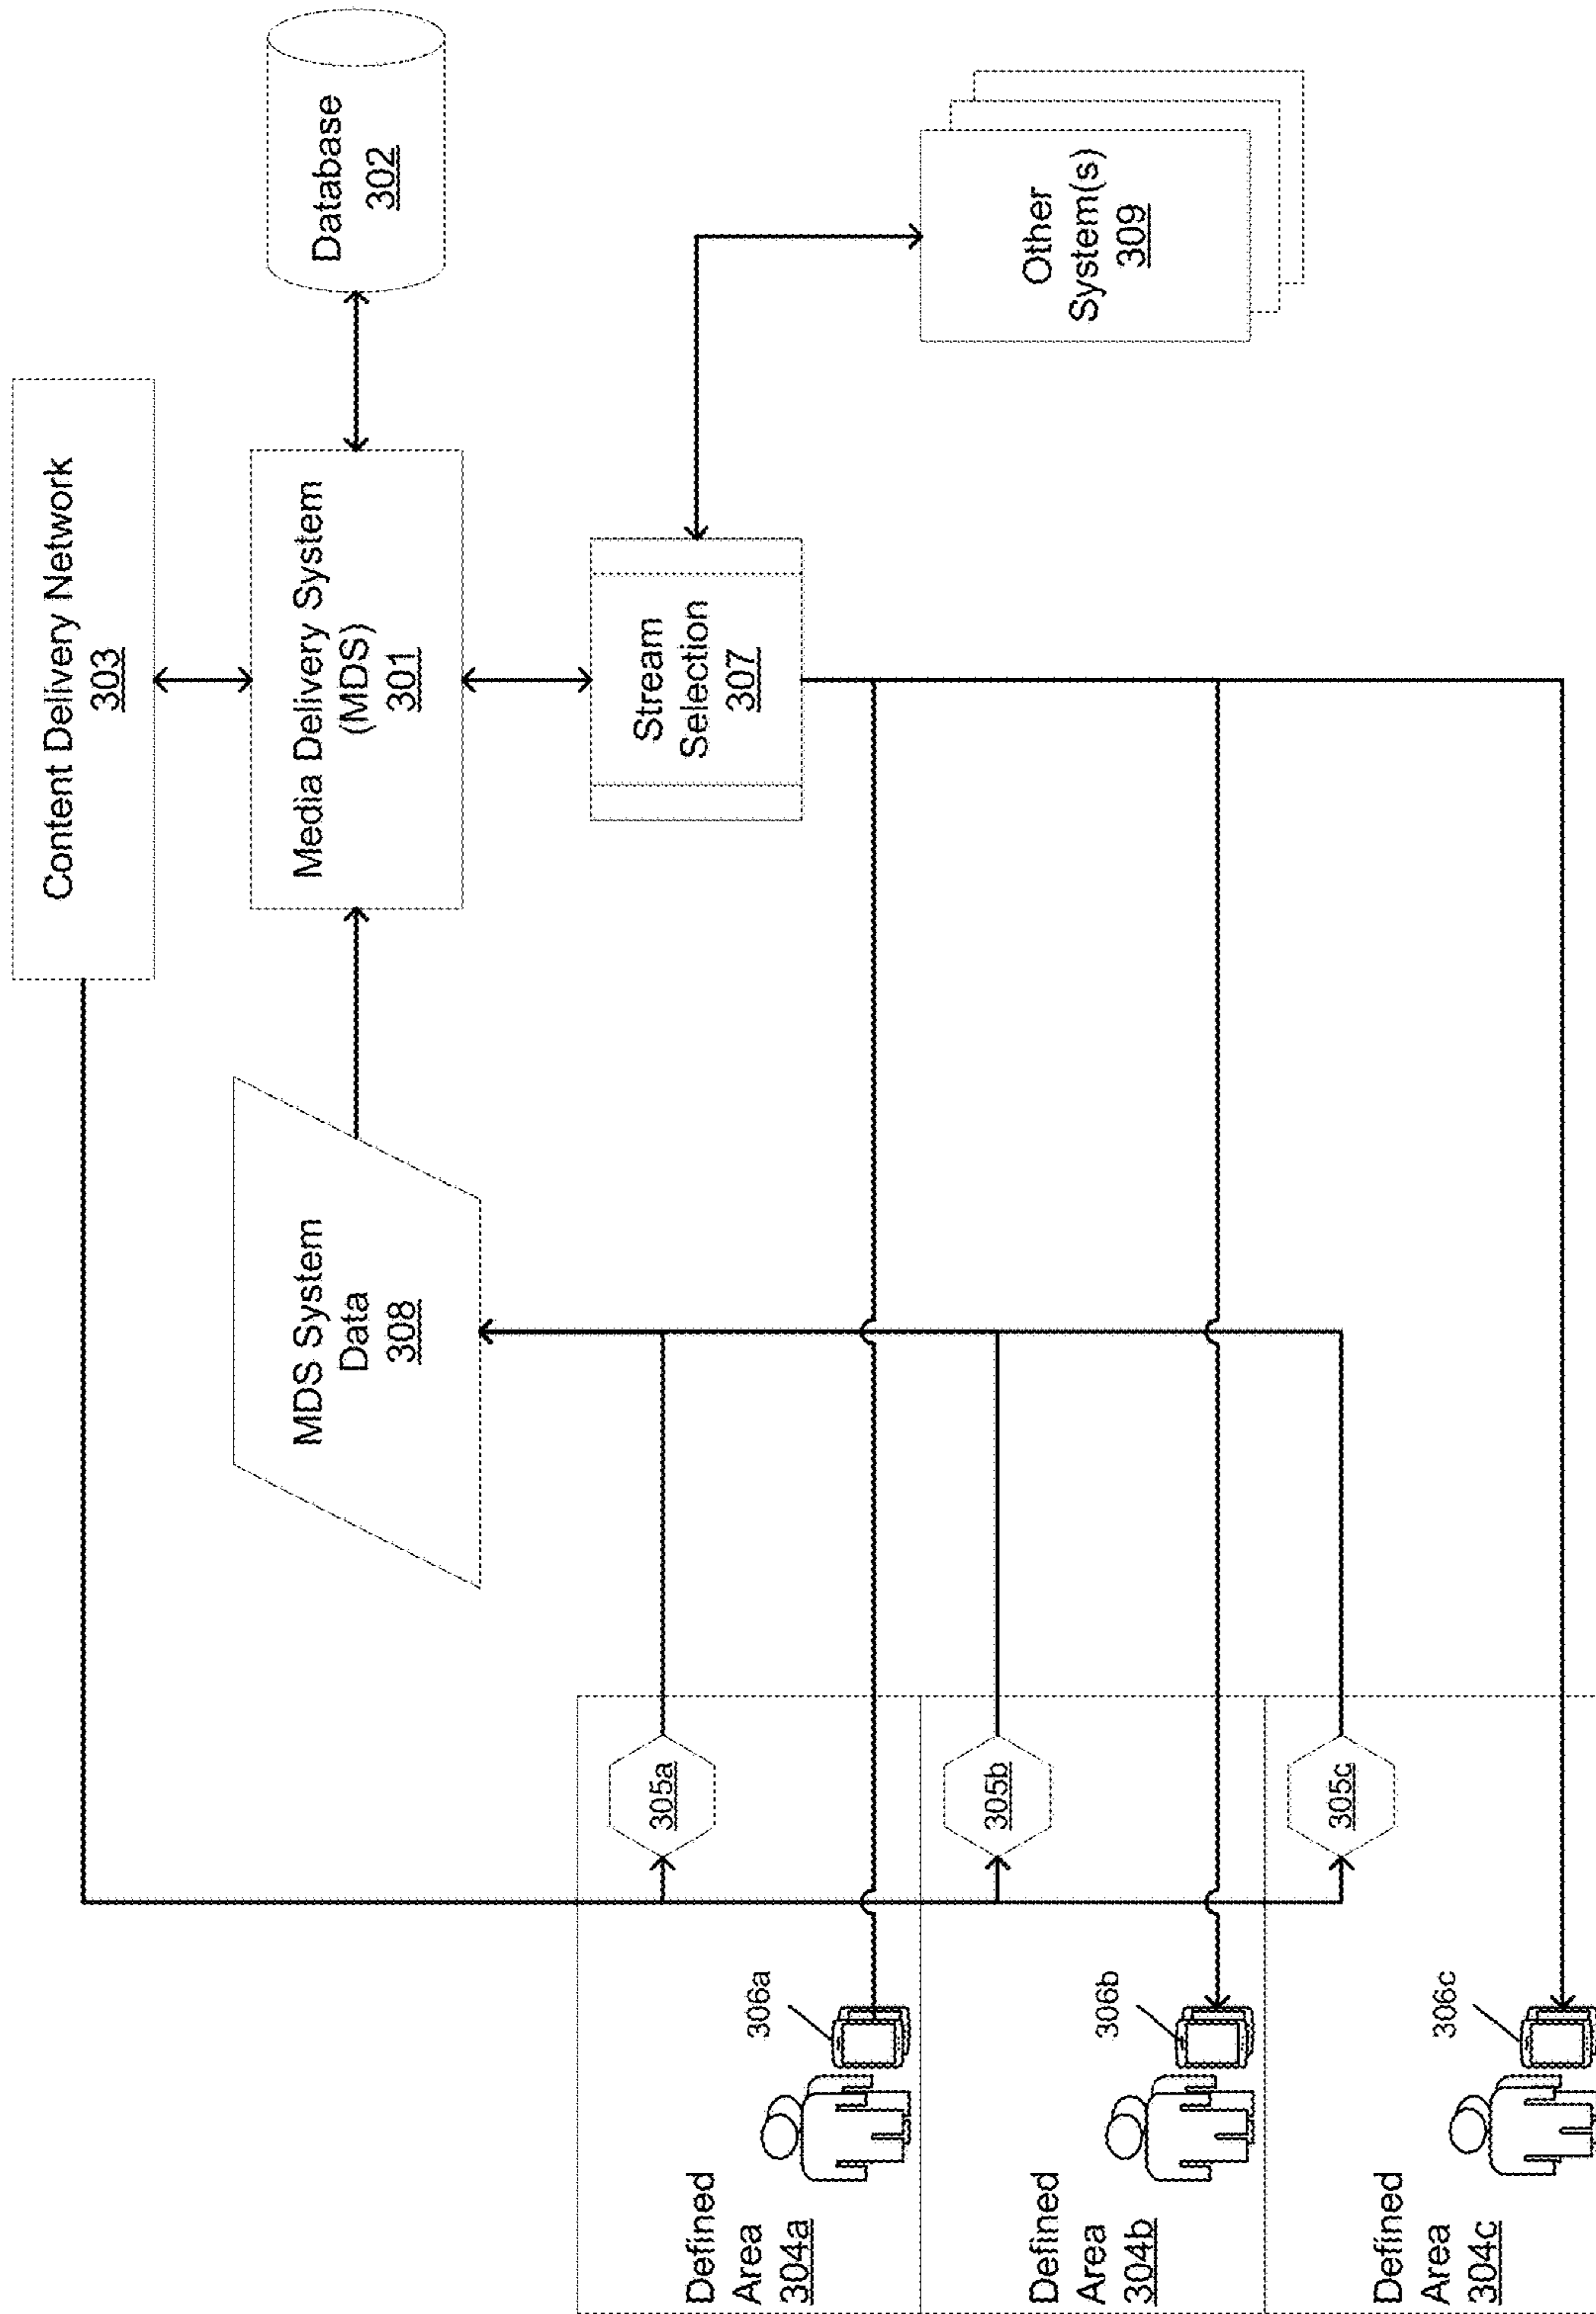 Content Delivery Network
303
Media Delivery System
(MDS)
301
Database
302
MDS System
Data
308
Stream
Selection
307
Other
System(s)
309
Defined
Area
304a
306a
305a
Defined
Area
304b
306b
305b
Defined
Area
304c
306c
305c